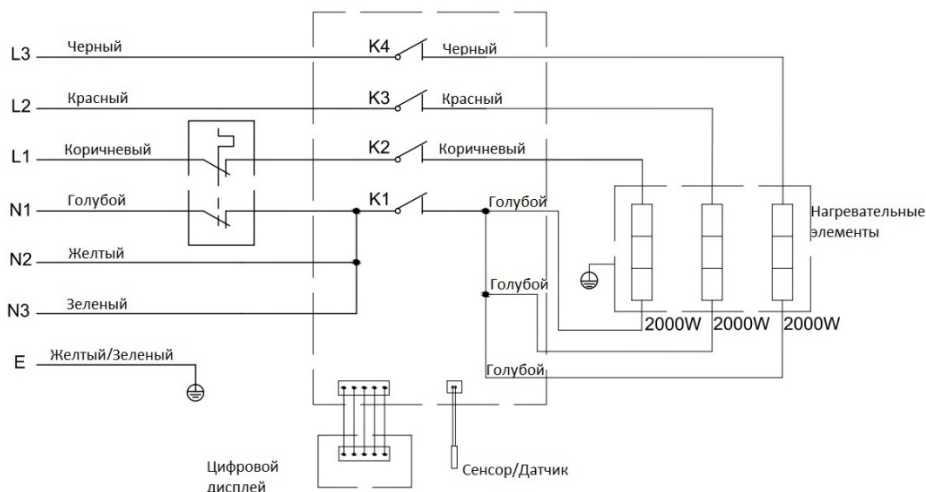 L3 Черный K4 Черный
L2 Красный K3 Красный
L1 Коричневый K2 Коричневый
N1 Голубой K1 Голубой
Нагревательные
элементы
N2 Желтый
N3 Зеленый
Голубой
2000W 2000W 2000W
E Желтый/Зеленый
Голубой
Цифровой
дисплей
Сенсор/Датчик